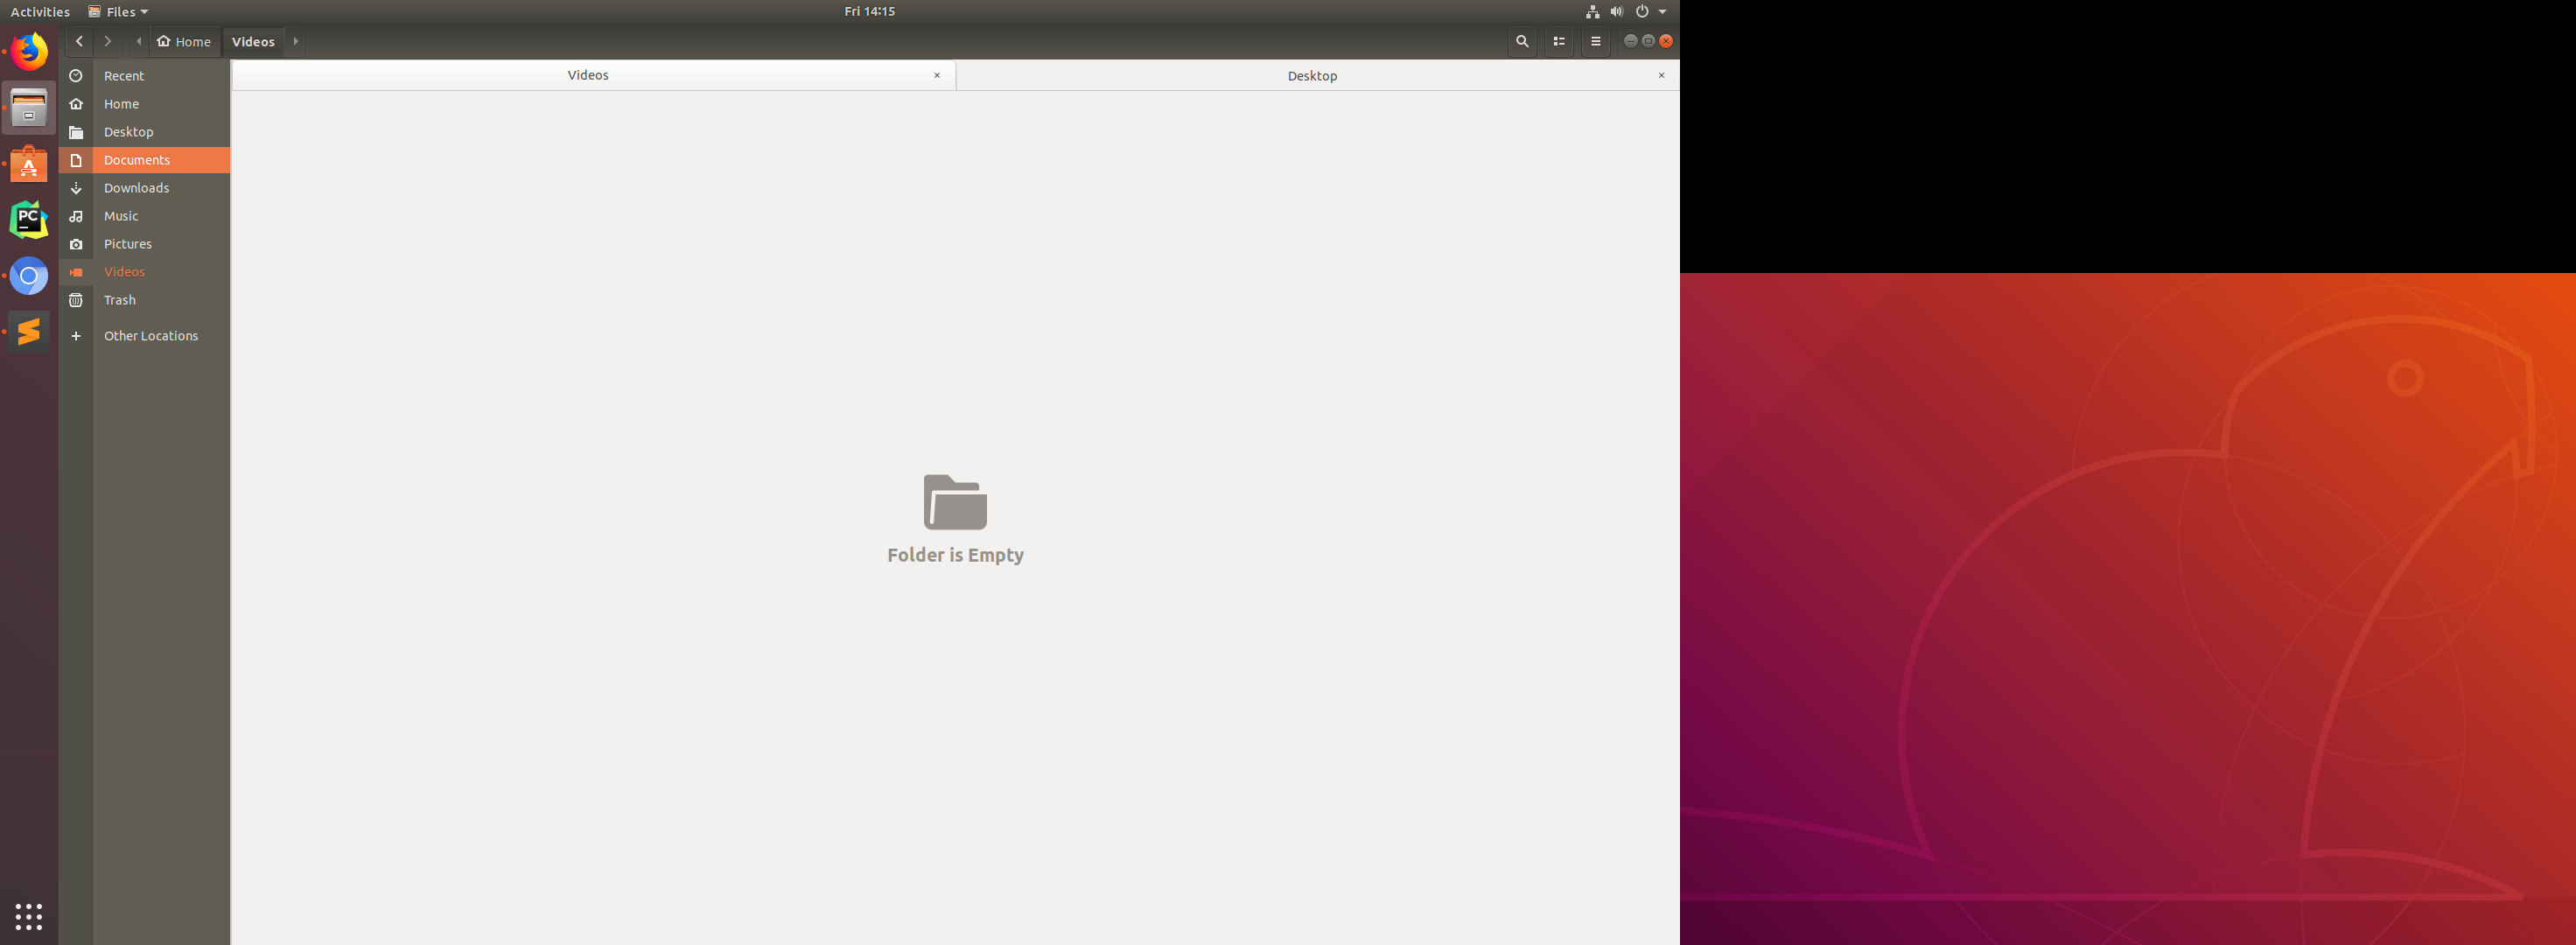 Activities Files Fri 14:15
Home Videos
Videos Desktop
Recent
Home
Desktop
Documents
Downloads
Music
Pictures
Videos
Trash
Other Locations
PC
Folder is Empty